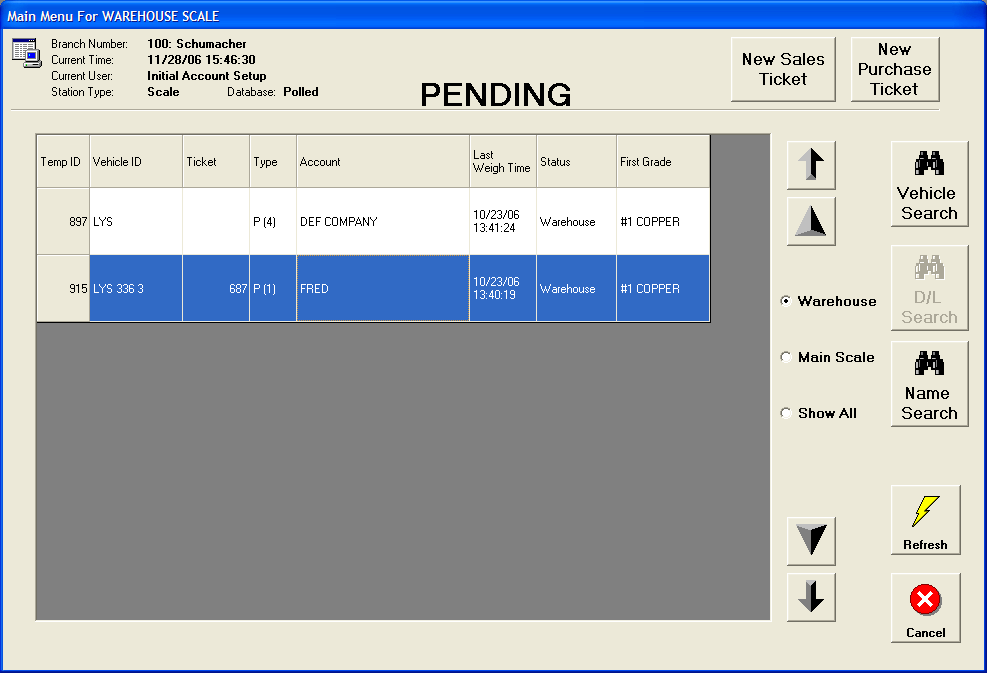 Main Menu For WAREHOUSE SCALE
Branch Number: 100: Schumacher
Current Time: 11/28/06 15:46:30
Current User: Initial Account Setup
Station Type: Scale Database: Polled
PENDING
New Sales
Ticket
New
Purchase
Ticket
Temp ID Vehicle ID Ticket Type Account Last Weigh Time Status First Grade
897 LYS P (4) DEF COMPANY 10/23/06 13:41:24 Warehouse #1 COPPER
915 LYS 336 3 687 P (1) FRED 10/23/06 13:40:19 Warehouse #1 COPPER
Warehouse
Main Scale
Show All
Vehicle
Search
D/L
Search
Name
Search
Refresh
Cancel